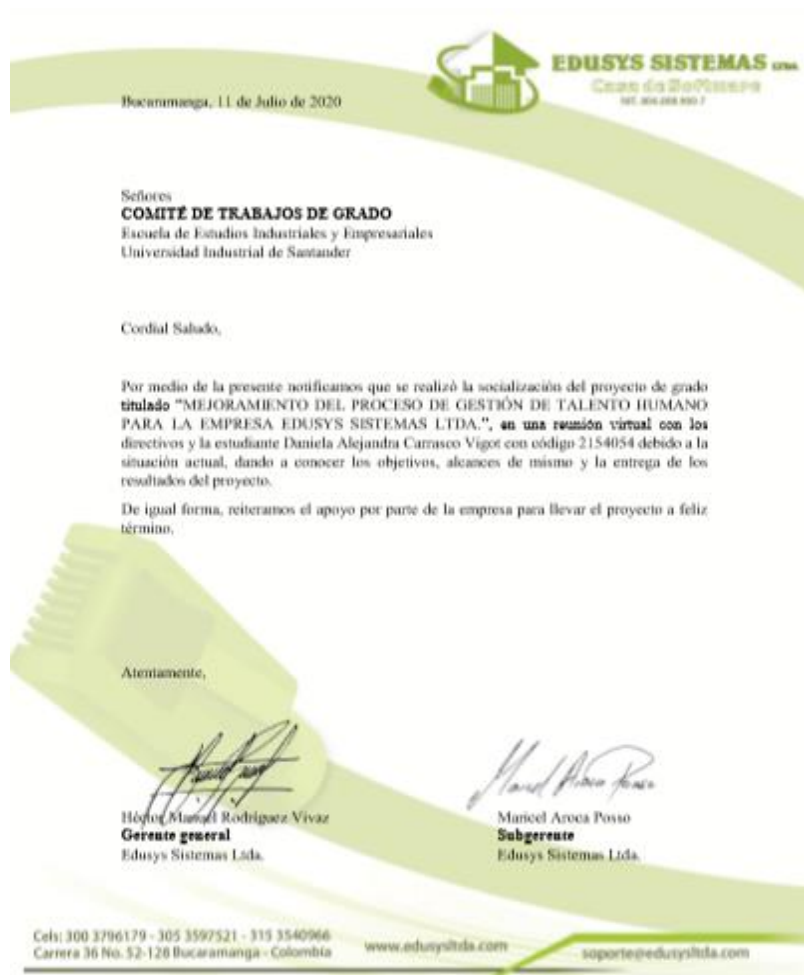 EDUSYS SISTEMAS LTDA.
Casa de Software
Bucaramanga, 11 de Julio de 2020
Señores
COMITÉ DE TRABAJOS DE GRADO
Escuela de Estudios Industriales y Empresariales
Universidad Industrial de Santander
Cordial Saludo,
Por medio de la presente notificamos que se realizó la socialización del proyecto de grado
titulado "MEJORAMIENTO DEL PROCESO DE GESTIÓN DE TALENTO HUMANO
PARA LA EMPRESA EDUSYS SISTEMAS LTDA.", en una reunión virtual con los
directivos y la estudiante Daniela Alejandra Carrasco Vigot con código 2154054 debido a la
situación actual, dando a conocer los objetivos, alcances de mismo y la entrega de los
resultados del proyecto.
De igual forma, reiteramos el apoyo por parte de la empresa para llevar el proyecto a feliz
término.
Atentamente,
Héctor Manuel Rodríguez Vivaz
Gerente general
Edusys Sistemas Ltda.
Maricel Aroca Posso
Subgerente
Edusys Sistemas Ltda.
Cels: 300 3796179 - 305 3597521 - 315 3540966
Carrera 36 No. 52-128 Bucaramanga - Colombia
www.edusysltda.com
soporte@edusysltda.com